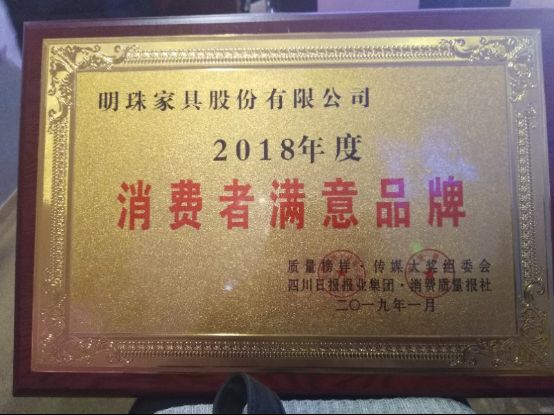 明珠家具股份有限公司
2018年度
消费者满意品牌
质量榜样·传媒大奖组委会
四川日报报业集团·消费质量报社
二〇一九年一月